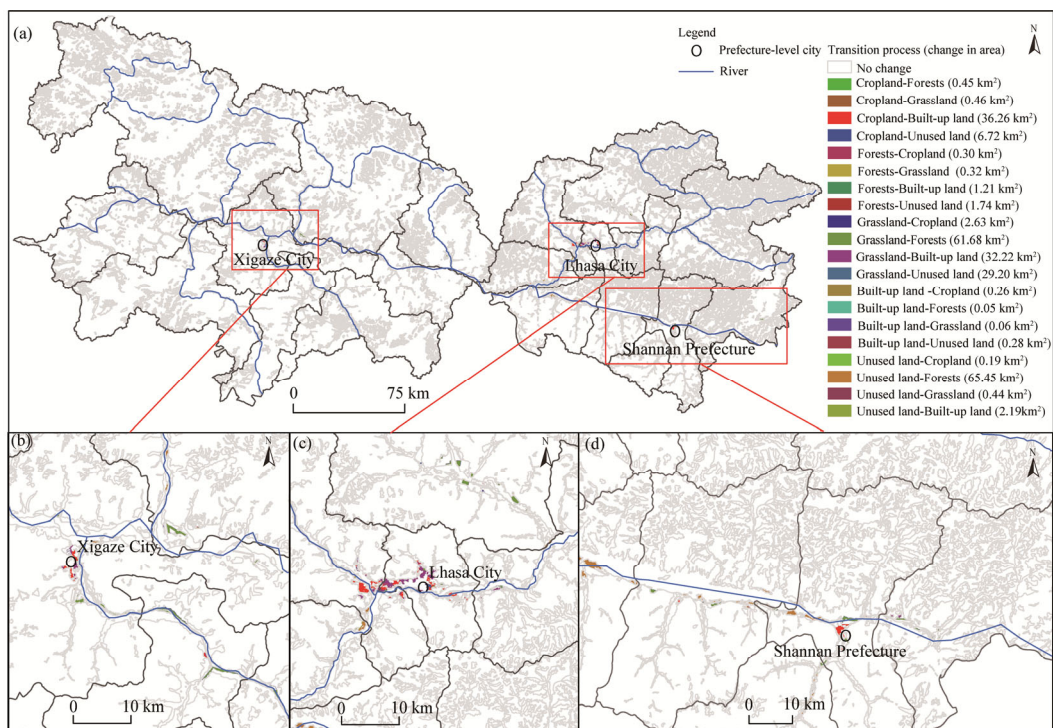 (a)
Legend
Prefecture-level city
River
N
Transition process (change in area)
No change
Cropland-Forests (0.45 km²)
Cropland-Grassland (0.46 km²)
Cropland-Built-up land (36.26 km²)
Cropland-Unused land (6.72 km²)
Forests-Cropland (0.30 km²)
Forests-Grassland (0.32 km²)
Forests-Built-up land (1.21 km²)
Forests-Unused land (1.74 km²)
Grassland-Cropland (2.63 km²)
Grassland-Forests (61.68 km²)
Grassland-Built-up land (32.22 km²)
Grassland-Unused land (29.20 km²)
Built-up land -Cropland (0.26 km²)
Built-up land-Forests (0.05 km²)
Built-up land-Grassland (0.06 km²)
Built-up land-Unused land (0.28 km²)
Unused land-Cropland (0.19 km²)
Unused land-Forests (65.45 km²)
Unused land-Grassland (0.44 km²)
Unused land-Built-up land (2.19km²)
Xigaze City
Lhasa City
Shannan Prefecture
0 75 km
(b)
N
Xigaze City
0 10 km
(c)
N
Lhasa City
0 10 km
(d)
N
Shannan Prefecture
0 10 km